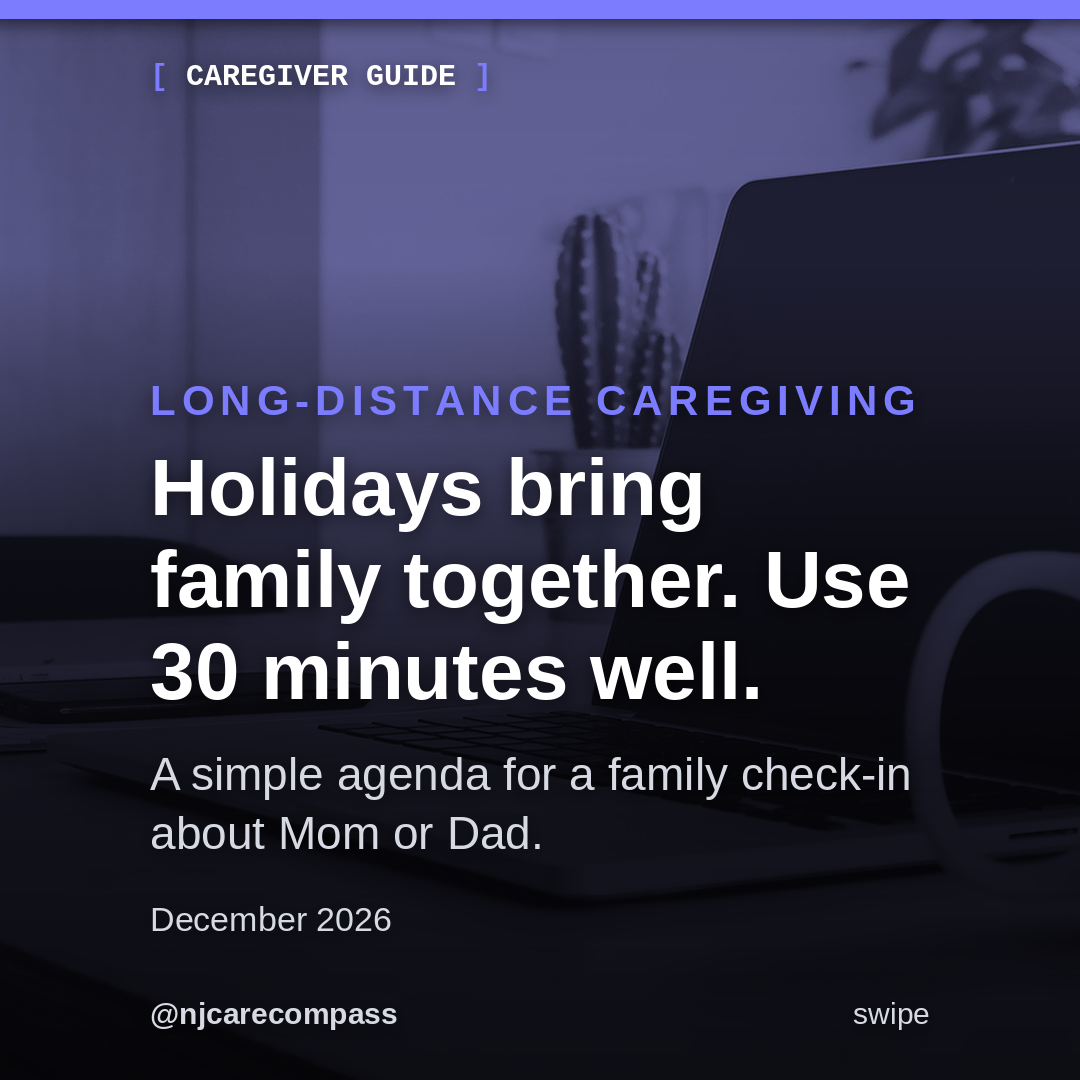 [ CAREGIVER GUIDE ]
LONG-DISTANCE CAREGIVING
Holidays bring
family together. Use
30 minutes well.
A simple agenda for a family check-in
about Mom or Dad.
December 2026
@njcarecompass
swipe